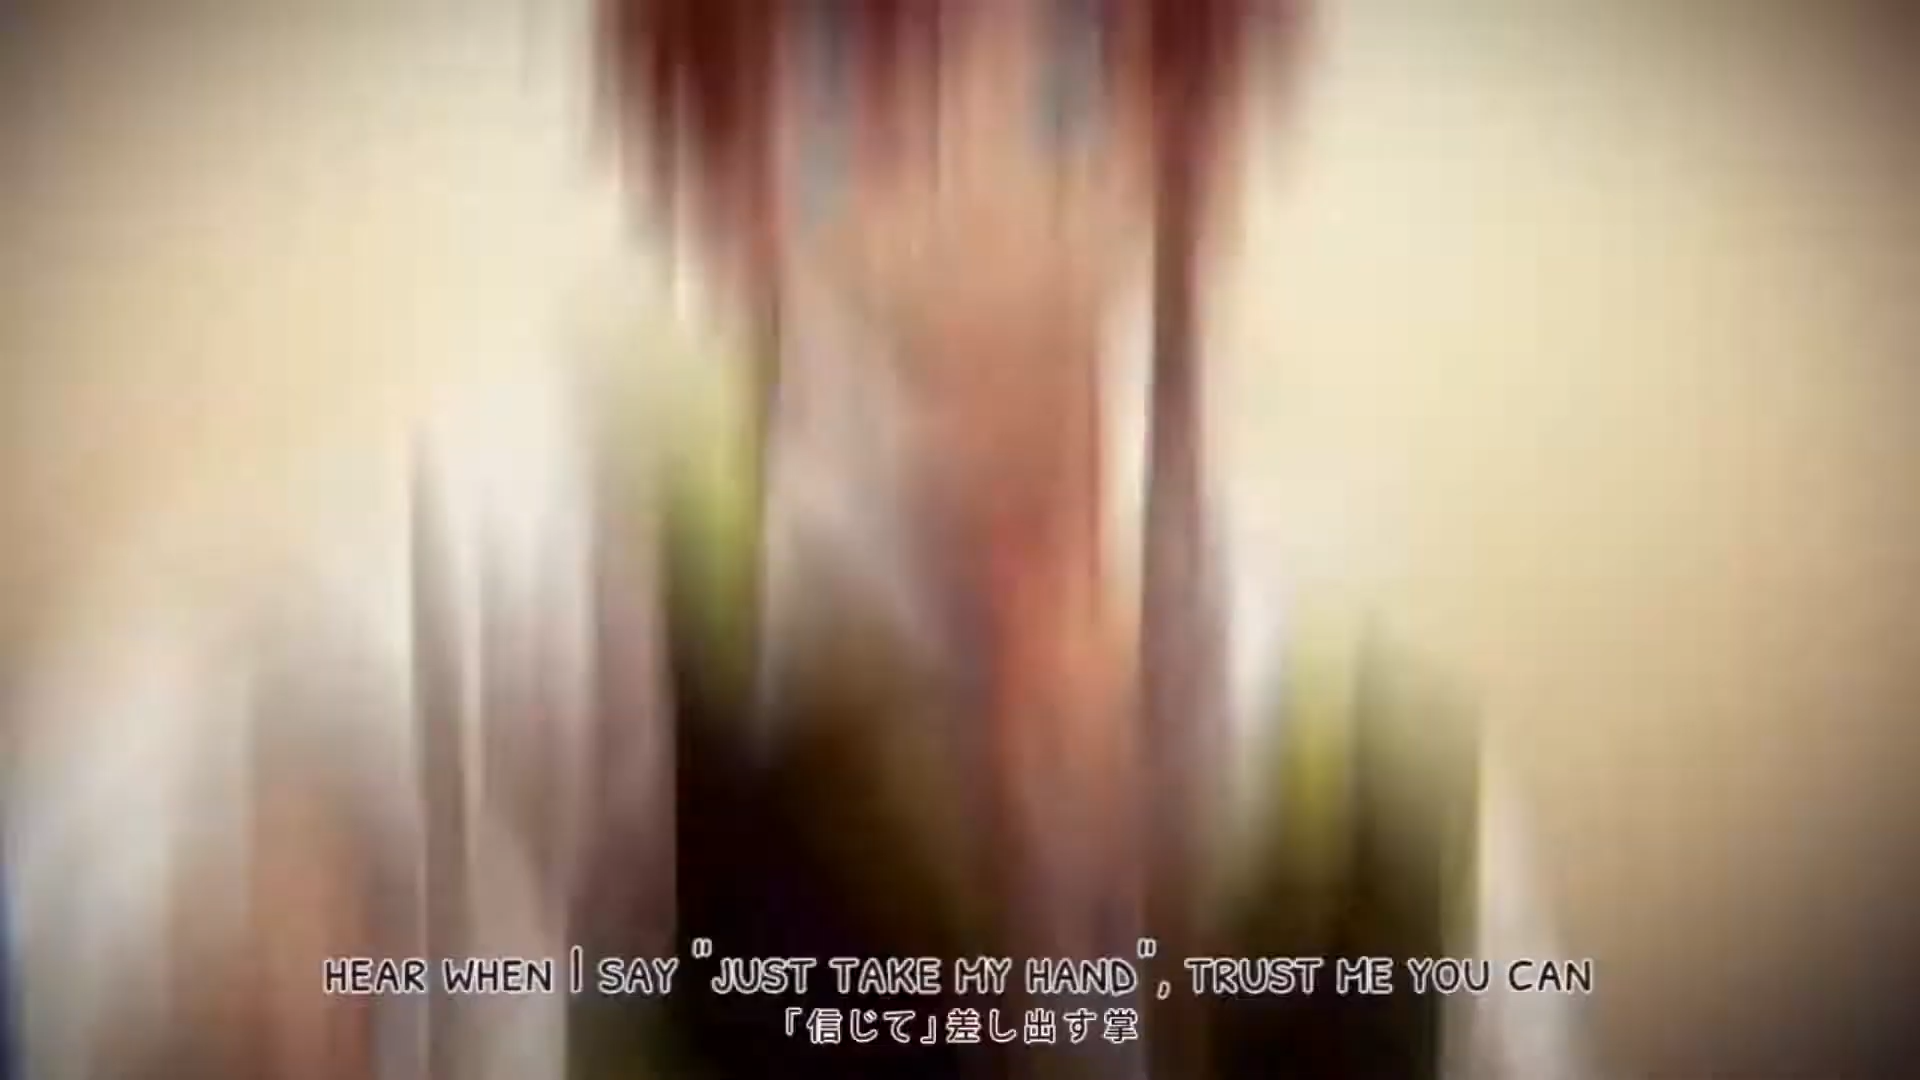 HEAR WHEN I SAY "JUST TAKE MY HAND", TRUST ME YOU CAN
「信じて」差し出す掌